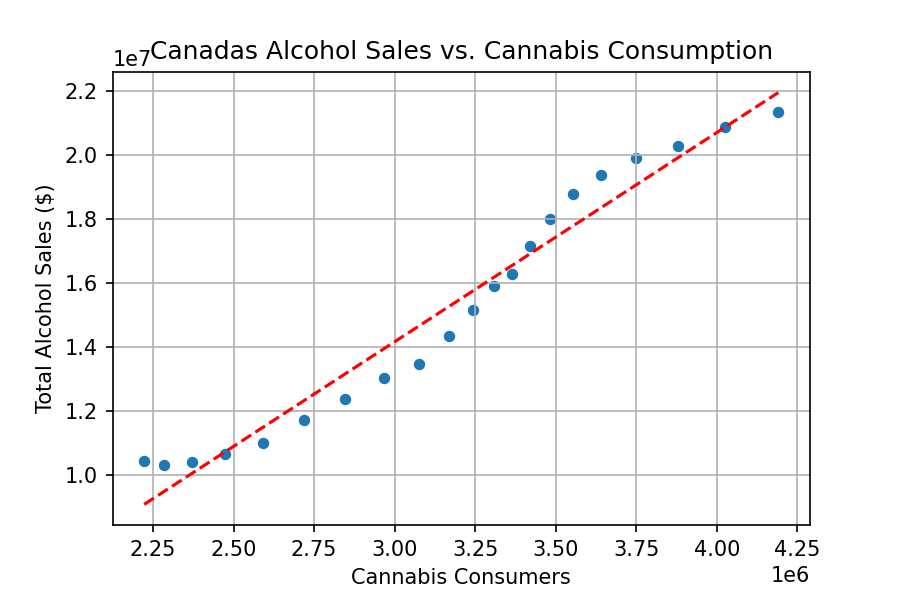 Canadas Alcohol Sales vs. Cannabis Consumption
1e7
2.2
2.0
1.8
1.6
1.4
1.2
1.0
Total Alcohol Sales ($)
2.25 2.50 2.75 3.00 3.25 3.50 3.75 4.00 4.25
1e6
Cannabis Consumers